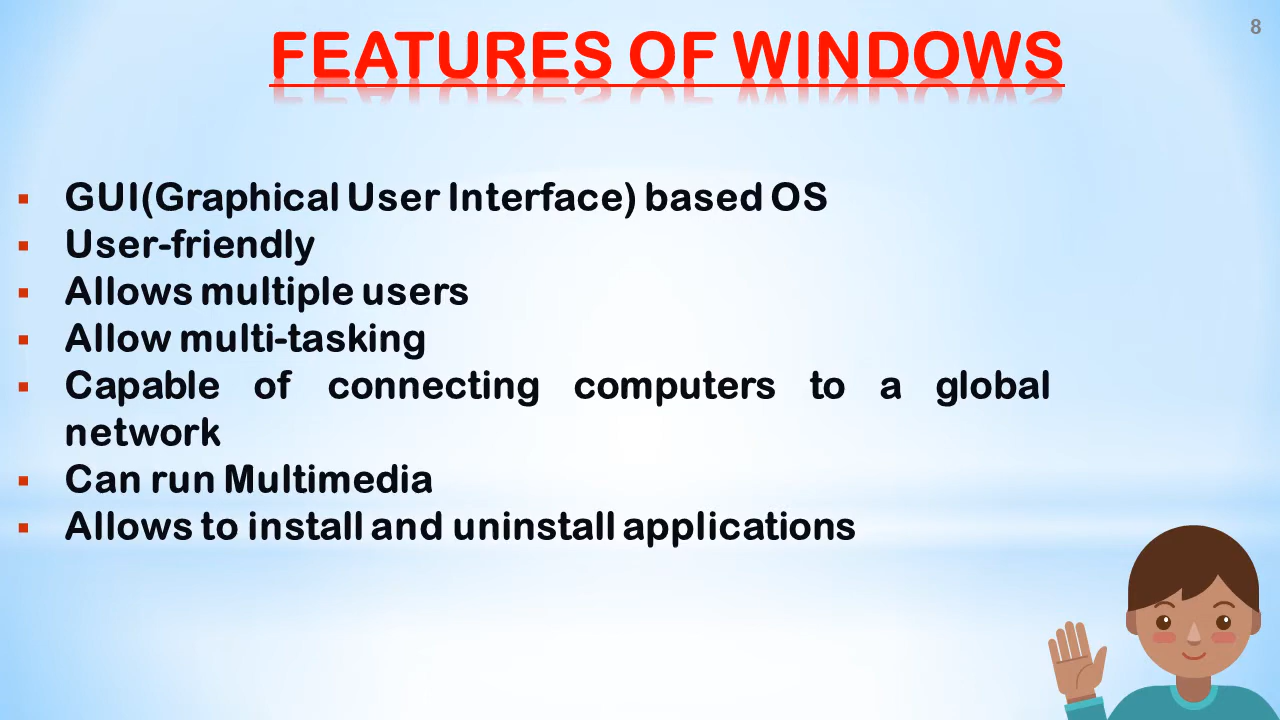 8
FEATURES OF WINDOWS
▪ GUI(Graphical User Interface) based OS
▪ User-friendly
▪ Allows multiple users
▪ Allow multi-tasking
▪ Capable of connecting computers to a global
network
▪ Can run Multimedia
▪ Allows to install and uninstall applications